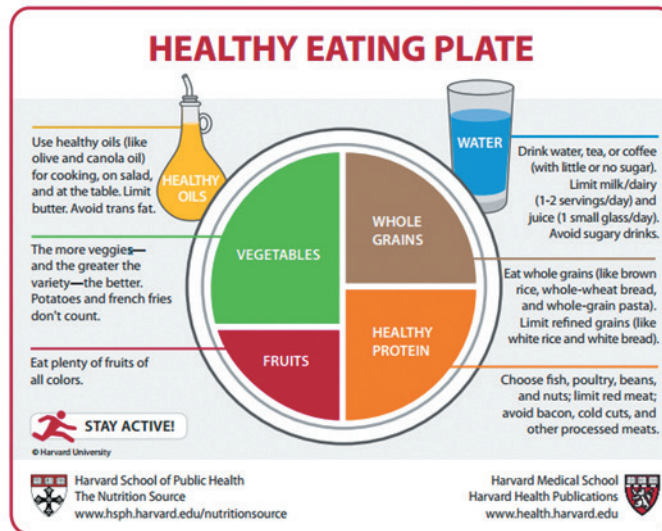 HEALTHY EATING PLATE
Use healthy oils (like
olive and canola oil)
for cooking, on salad,
and at the table. Limit
butter. Avoid trans fat.
HEALTHY
OILS
The more veggies—
and the greater the
variety—the better.
Potatoes and french fries
don't count.
Eat plenty of fruits of
all colors.
VEGETABLES
FRUITS
WHOLE
GRAINS
HEALTHY
PROTEIN
WATER
Drink water, tea, or coffee
(with little or no sugar).
Limit milk/dairy
(1-2 servings/day) and
juice (1 small glass/day).
Avoid sugary drinks.
Eat whole grains (like brown
rice, whole-wheat bread,
and whole-grain pasta).
Limit refined grains (like
white rice and white bread).
Choose fish, poultry, beans,
and nuts; limit red meat;
avoid bacon, cold cuts, and
other processed meats.
STAY ACTIVE!
© Harvard University
Harvard School of Public Health
The Nutrition Source
www.hsph.harvard.edu/nutritionsource
Harvard Medical School
Harvard Health Publications
www.health.harvard.edu